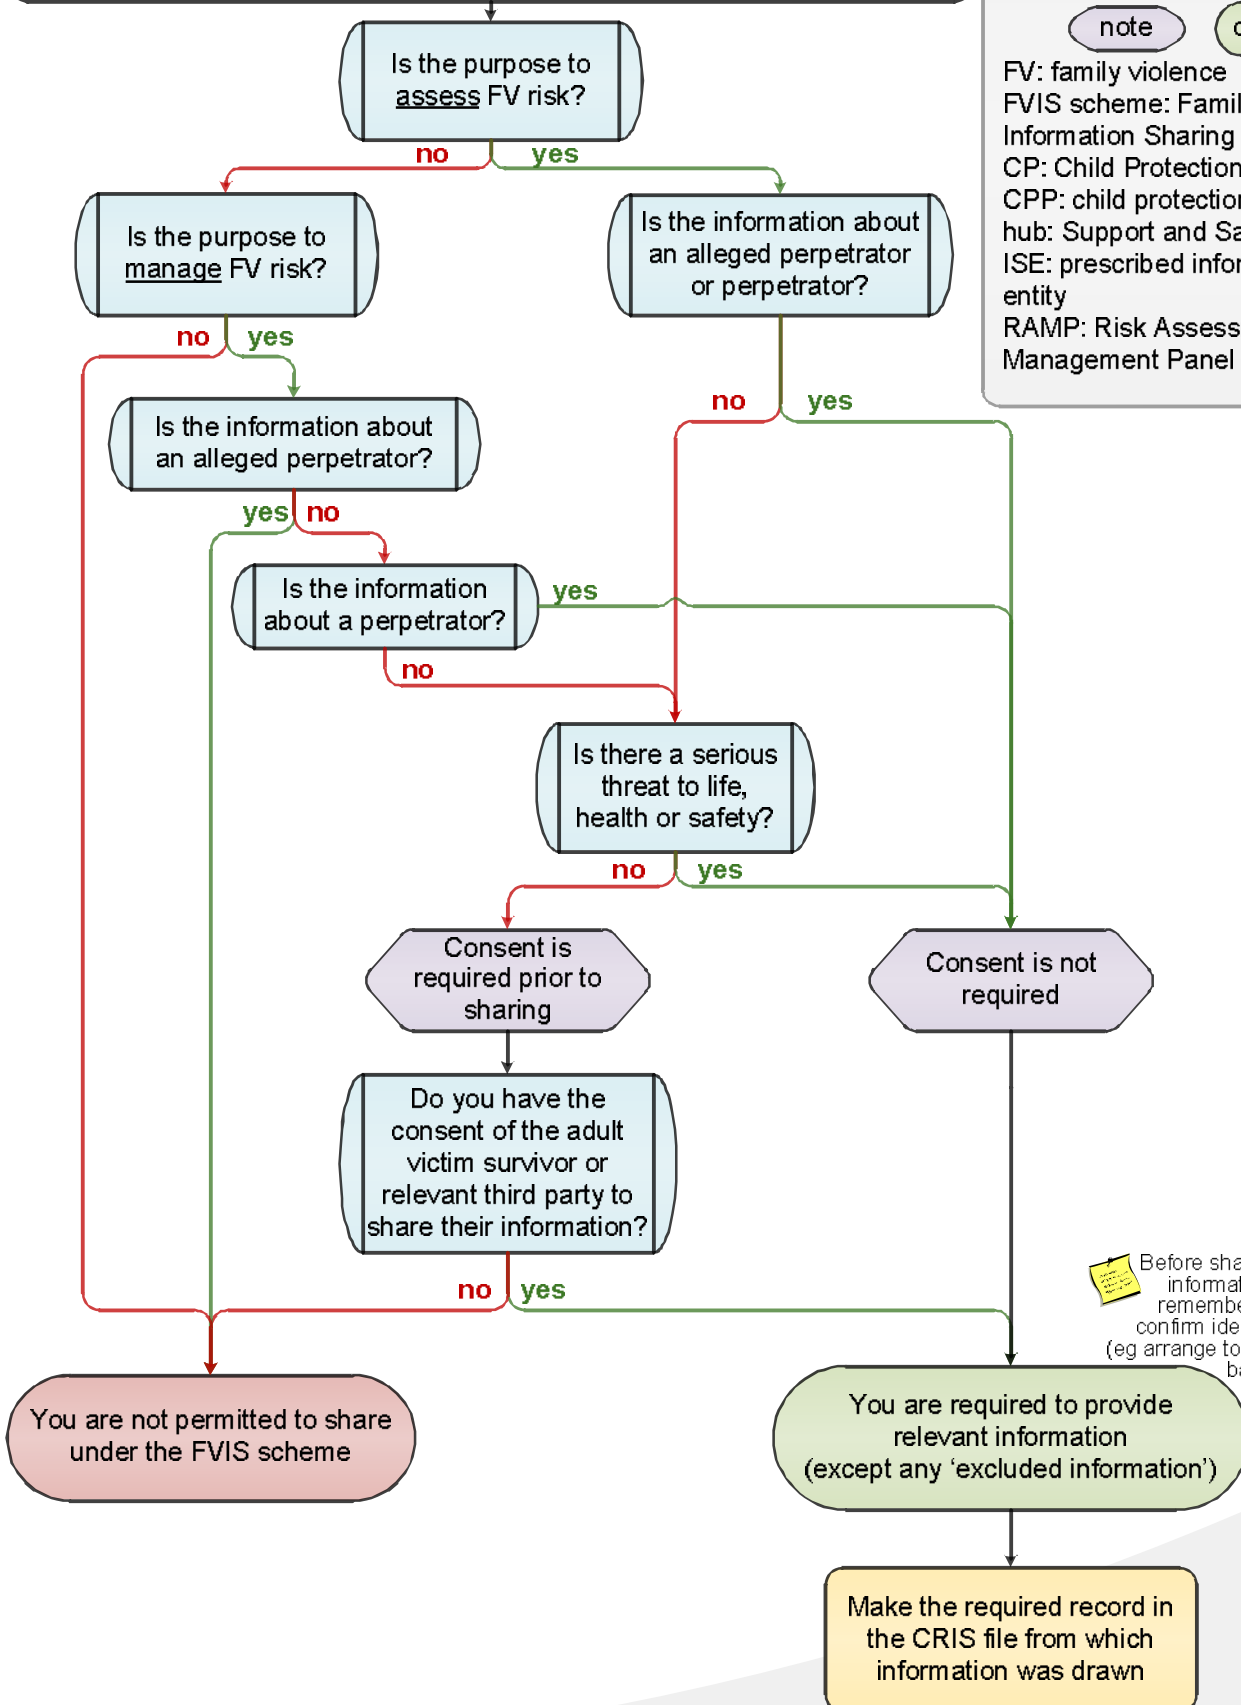 Is the purpose to
assess FV risk?
no
yes
Is the purpose to
manage FV risk?
Is the information about
an alleged perpetrator
or perpetrator?
no
yes
Is the information about
an alleged perpetrator?
no
yes
yes
no
Is the information
about a perpetrator?
yes
no
Is there a serious
threat to life,
health or safety?
no
yes
Consent is
required prior to
sharing
Consent is not
required
Do you have the
consent of the adult
victim survivor or
relevant third party to
share their information?
no
yes
You are not permitted to share
under the FVIS scheme
You are required to provide
relevant information
(except any ‘excluded information’)
Make the required record in
the CRIS file from which
information was drawn
note
FV: family violence
FVIS scheme:
Information Sharing
CP: Child Protection
CPP: child
hub: Support and
ISE: prescribed
entity
RAMP: Risk
Management Panel
Before
confirm
(eg arrange to